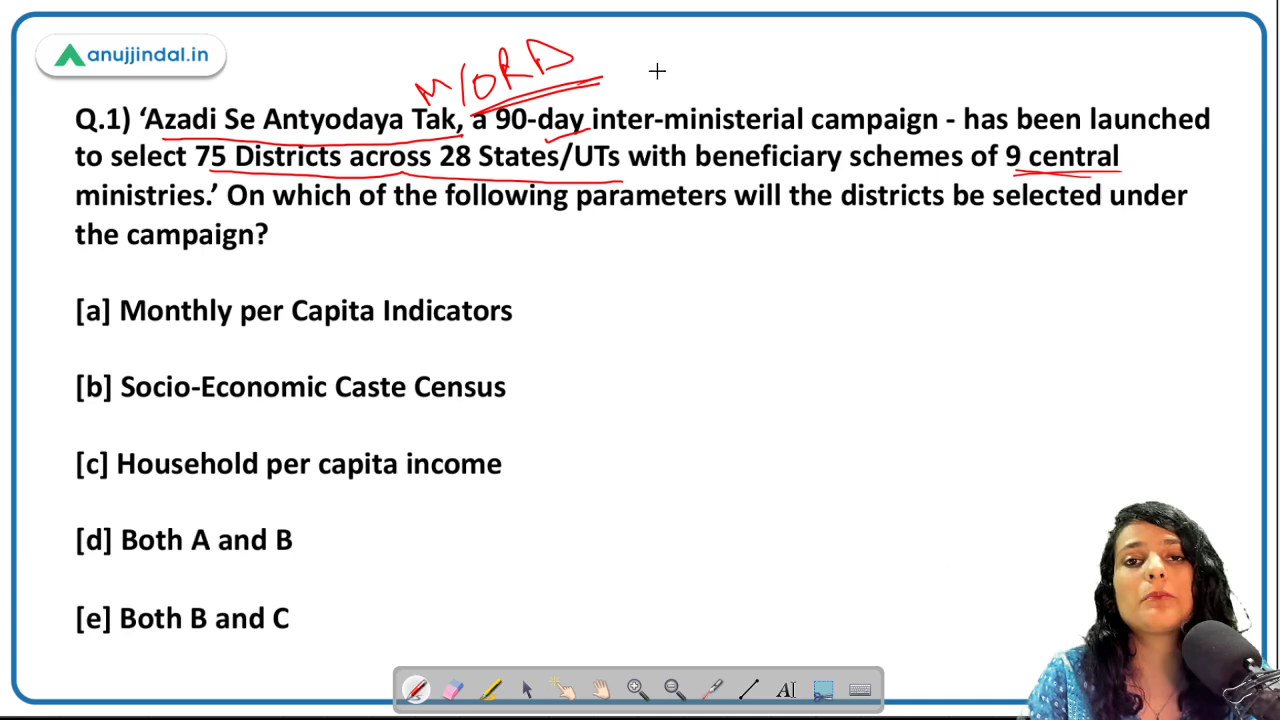 anujjindal.in
M/ORD
Q.1) ‘Azadi Se Antyodaya Tak, a 90-day inter-ministerial campaign - has been launched
to select 75 Districts across 28 States/UTs with beneficiary schemes of 9 central
ministries.’ On which of the following parameters will the districts be selected under
the campaign?
[a] Monthly per Capita Indicators
[b] Socio-Economic Caste Census
[c] Household per capita income
[d] Both A and B
[e] Both B and C